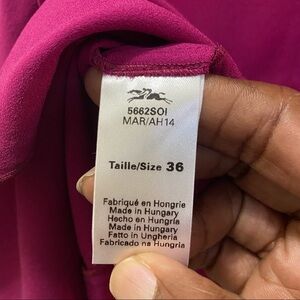 5662SOI
MAR/AH14
Taille/Size 36
Fabriqué en Hongrie
Made in Hungary
Hecho en Hungría
Made in Hungary
Fatto in Ungheria
Fabricado na Hungria